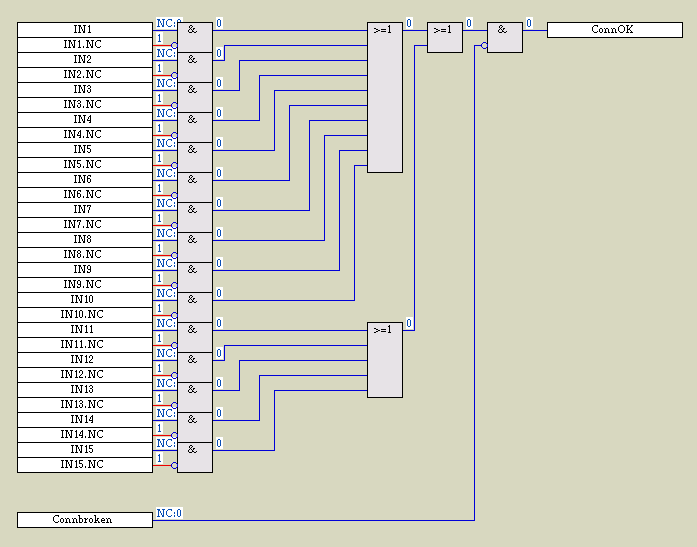 IN1 NC:0 & 0 >=1 0 >=1 0 & 0 ConnOK
IN1.NC 1
IN2 NC: & 0
IN2.NC 1
IN3 NC: & 0
IN3.NC 1
IN4 NC: & 0
IN4.NC 1
IN5 NC: & 0
IN5.NC 1
IN6 NC: & 0
IN6.NC 1
IN7 NC: & 0
IN7.NC 1
IN8 NC: & 0
IN8.NC 1
IN9 NC: & 0
IN9.NC 1
IN10 NC: & 0
IN10.NC 1
IN11 NC: & 0 >=1 0
IN11.NC 1
IN12 NC: & 0
IN12.NC 1
IN13 NC: & 0
IN13.NC 1
IN14 NC: & 0
IN14.NC 1
IN15 NC: & 0
IN15.NC 1
Connbroken NC:0